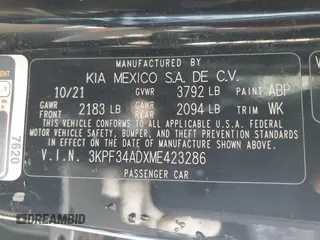 MANUFACTURED BY
KIA MEXICO S.A. DE C.V.
10/21 GVWR 3792 LB PAINT ABP
GAWR FRONT 2183 LB GAWR REAR 2094 LB TRIM WK
THIS VEHICLE CONFORMS TO ALL APPLICABLE U.S.A. FEDERAL
MOTOR VEHICLE SAFETY, BUMPER, AND THEFT PREVENTION
STANDARDS IN EFFECT ON THE DATE OF MANUFACTURE SHOWN ABOVE.
V.I.N. 3KPF34ADXME423286
PASSENGER CAR
7620
© DREAMBID